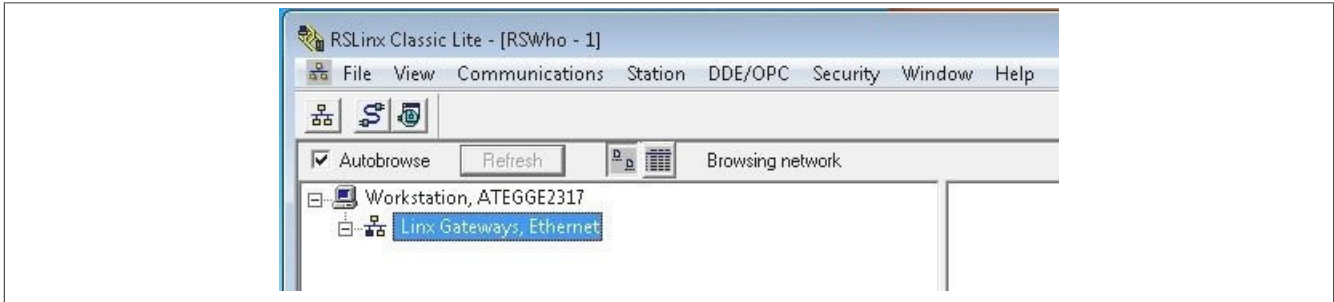 RSLinx Classic Lite - [RSWho - 1]
File View Communications Station DDE/OPC Security Window Help
Autobrowse Refresh Browsing network
Workstation, ATEGGE2317
Linx Gateways, Ethernet